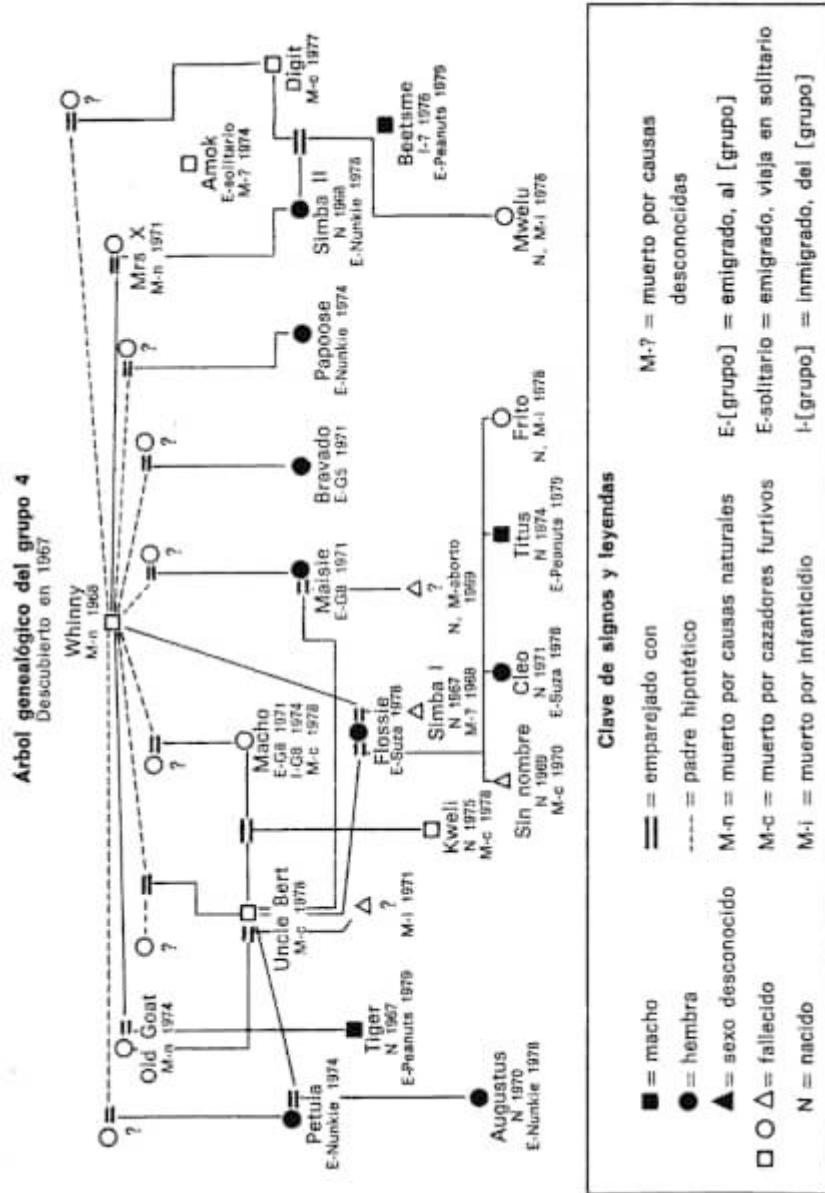 Árbol genealógico del grupo 4
Descubierto en 1967
Whinny
M-n 1968
?
?
?
?
?
?
?
?
Old Goat
M-n 1974
Uncle Bert
M-c 1978
Macho
E-G8 1971
I-G8 1974
M-c 1978
Mrs X
M-n 1971
Digit
M-c 1977
Amok
E-solitario
M-? 1974
Petula
E-Nunkie 1974
Tiger
N 1967
E-Peanuts 1979
?
M-i 1971
Flossie
E-Suza 1978
Maisie
E-G8 1971
Bravado
E-G5 1971
Papoose
E-Nunkie 1974
Simba II
N 1968
E-Nunkie 1978
Beetsme
I-? 1976
E-Peanuts 1979
Simba I
N 1967
M-? 1968
?
N, M-aborto
1969
Augustus
N 1970
E-Nunkie 1978
Kweli
N 1975
M-c 1978
Sin nombre
N 1969
M-c 1970
Cleo
N 1971
E-Suza 1978
Titus
N 1974
E-Peanuts 1979
Frito
N, M-i 1978
Mwelu
N, M-i 1978
Clave de signos y leyendas
= macho
= hembra
= sexo desconocido
= fallecido
N = nacido
= emparejado con
= padre hipotético
M-n = muerto por causas naturales
M-c = muerto por cazadores furtivos
M-i = muerto por infanticidio
M-? = muerto por causas
desconocidas
E-[grupo] = emigrado, al [grupo]
E-solitario = emigrado, viaja en solitario
I-[grupo] = inmigrado, del [grupo]